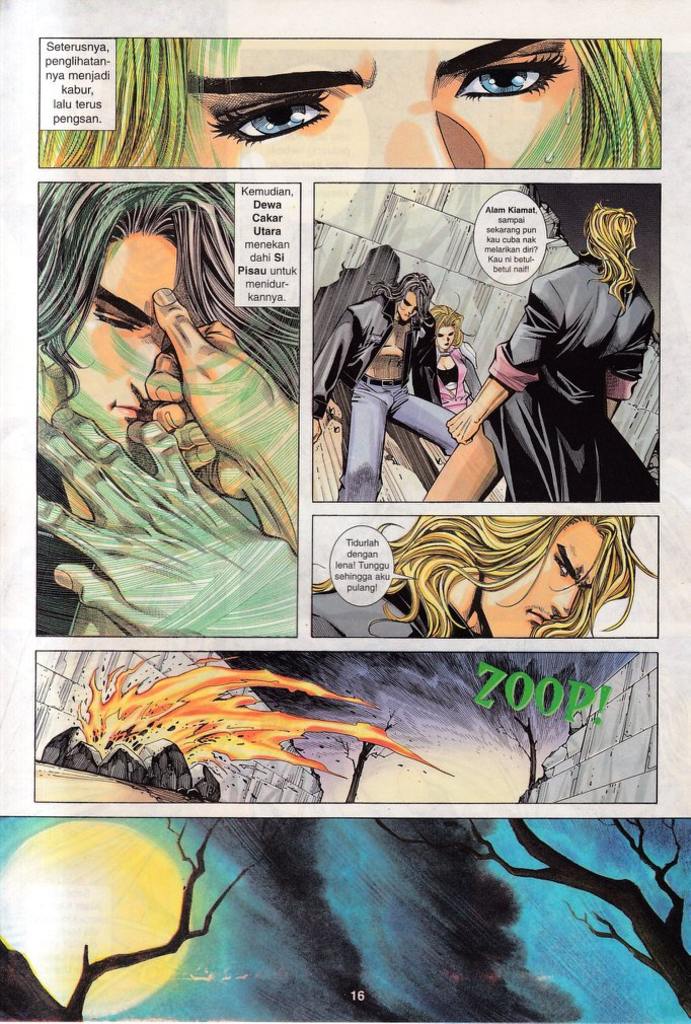 Seterusnya,
penglihatan-
nya menjadi
kabur,
lalu terus
pengsan.
Kemudian,
Dewa
Cakar
Utara
menekan
dahi Si
Pisau untuk
menidur-
kannya.
Alam Kiamat,
sampai
sekarang pun
kau cuba nak
melarikan diri?
Kau ni betul-
betul naif!
Tidurlah
dengan
lena! Tunggu
sehingga aku
pulang!
ZOOP!
16